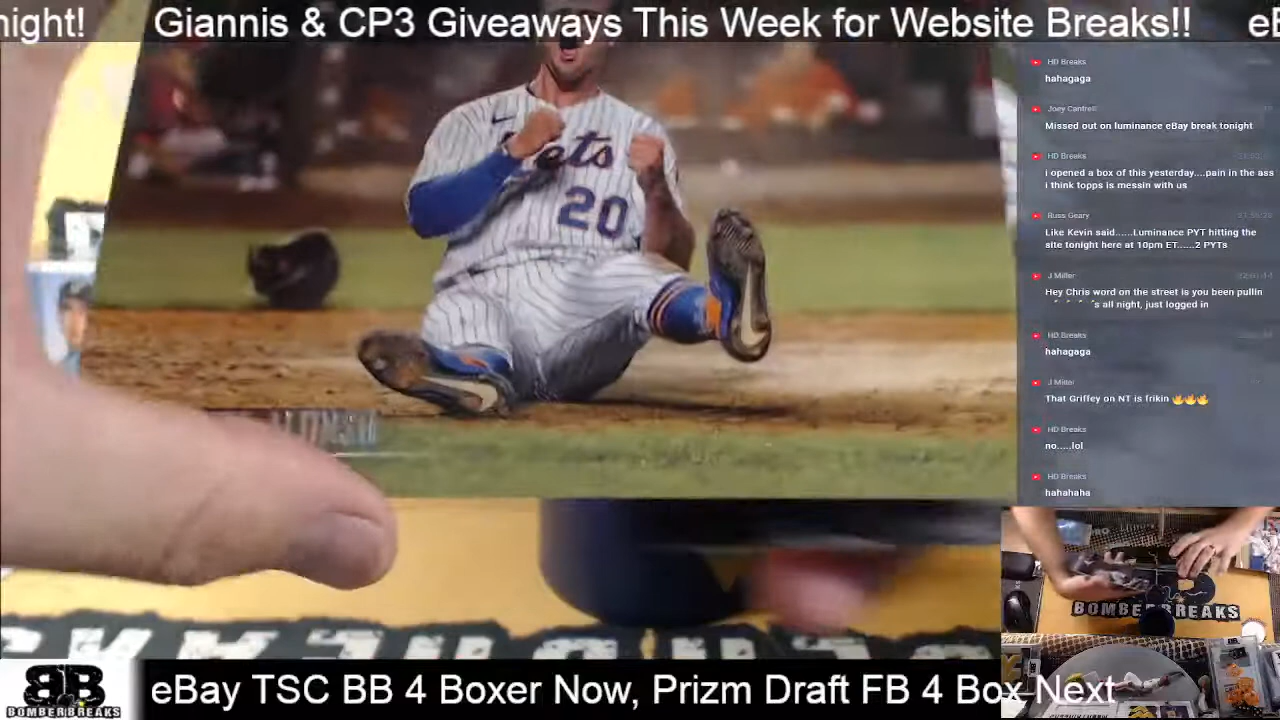 night!
Giannis & CP3 Giveaways This Week for Website Breaks!!
eB
ets
20
HD Breaks
hahagaga
Joey Cantrell
Missed out on luminance eBay break tonight
HD Breaks
i opened a box of this yesterday....pain in the ass
i think topps is messin with us
Russ Geary
Like Kevin said......Luminance PYT hitting the
site tonight here at 10pm ET......2 PYTs
J Miller
Hey Chris word on the street is you been pullin
's all night, just logged in
HD Breaks
hahagaga
J Miller
That Griffey on NT is frikin 🔥🔥🔥
HD Breaks
no.....lol
HD Breaks
hahahaha
BOMBERBREAKS
BB
BOMBERBREAKS
eBay TSC BB 4 Boxer Now, Prizm Draft FB 4 Box Next